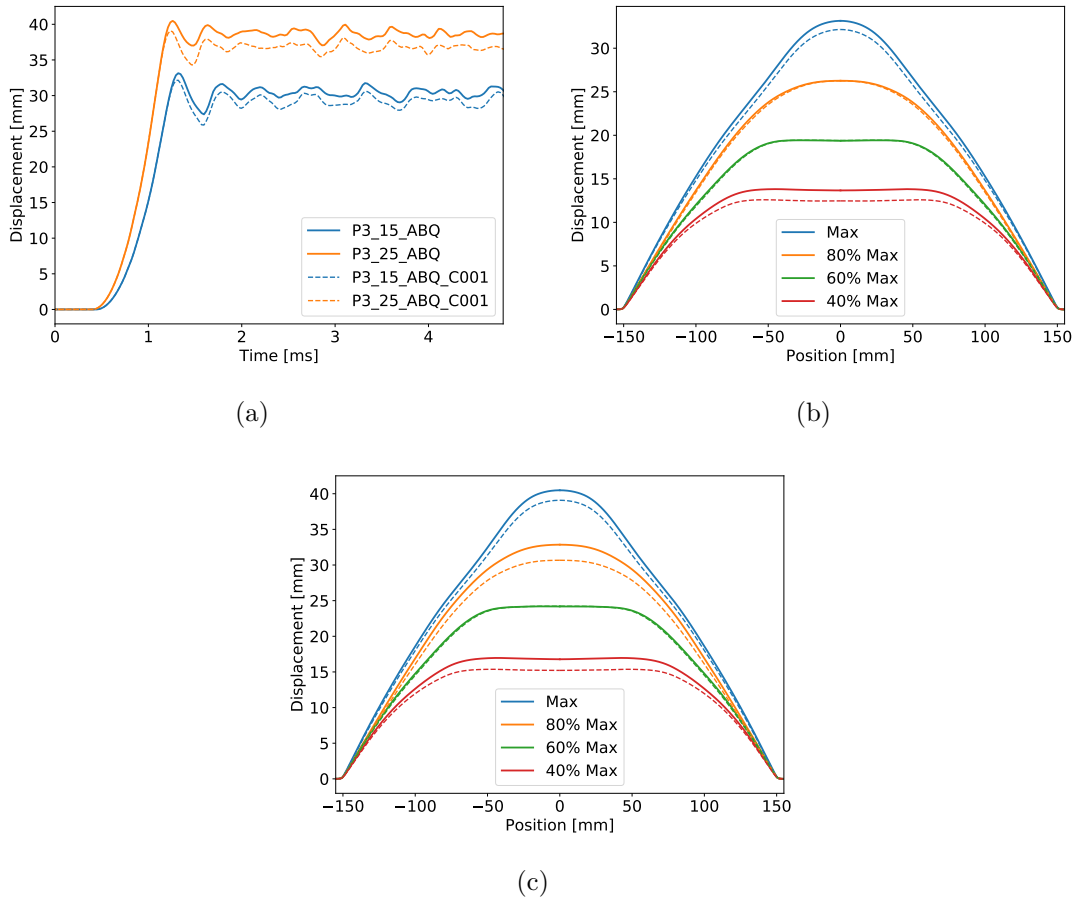 40
35
30
25
20
15
10
5
0
Displacement [mm]
0
1
2
3
4
Time [ms]
P3_15_ABQ
P3_25_ABQ
P3_15_ABQ_C001
P3_25_ABQ_C001
(a)
30
25
20
15
10
5
0
Displacement [mm]
−150
−100
−50
0
50
100
150
Position [mm]
Max
80% Max
60% Max
40% Max
(b)
40
35
30
25
20
15
10
5
0
Displacement [mm]
−150
−100
−50
0
50
100
150
Position [mm]
Max
80% Max
60% Max
40% Max
(c)